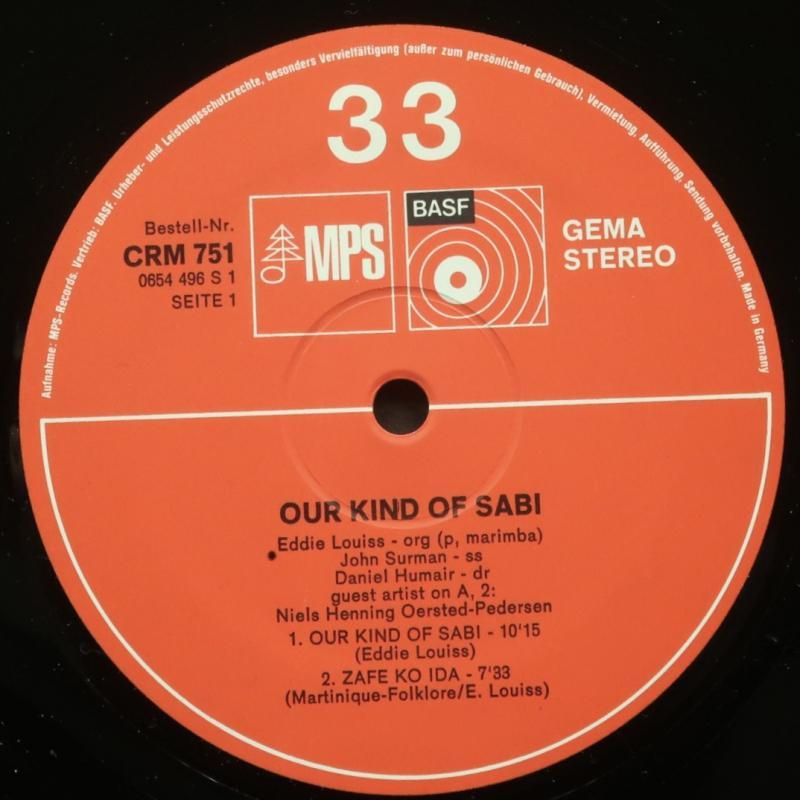 Aufnahme: MPS-Records. Vertrieb: BASF. Urheber- und Leistungsschutzrechte, besonders Vervielfältigung (außer zum persönlichen Gebrauch), Vermietung, Aufführung, Sendung vorbehalten. Made in Germany
33
Bestell-Nr.
CRM 751
0654 496 S 1
SEITE 1
MPS
BASF
GEMA
STEREO
OUR KIND OF SABI
Eddie Louiss - org (p, marimba)
John Surman - ss
Daniel Humair - dr
guest artist on A, 2:
Niels Henning Oersted-Pedersen
1. OUR KIND OF SABI - 10'15
(Eddie Louiss)
2. ZAFE KO IDA - 7'33
(Martinique-Folklore/E. Louiss)